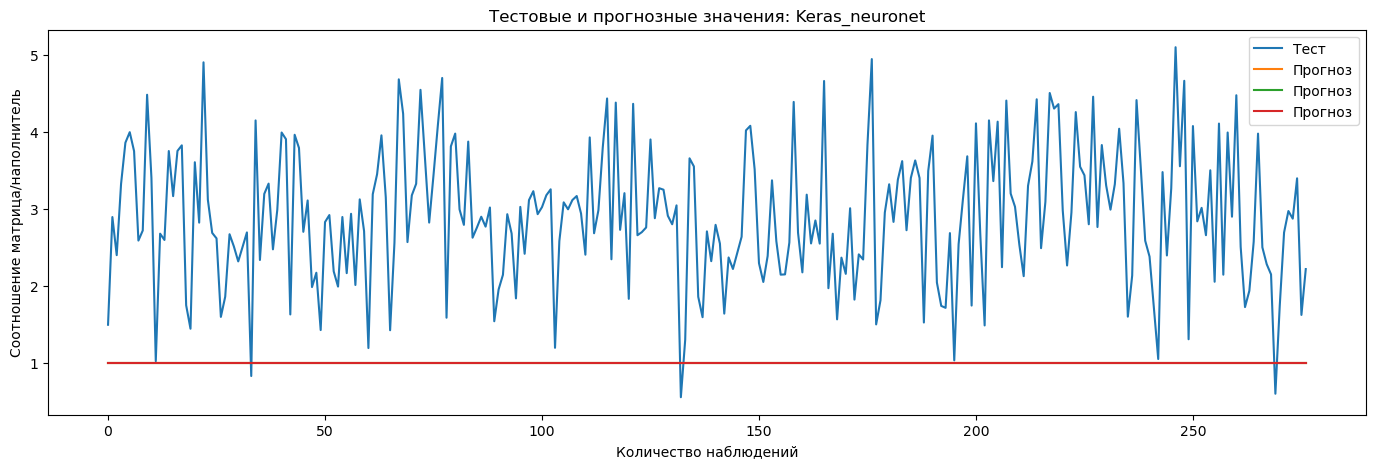 Тестовые и прогнозные значения: Keras_neuronet
Соотношение матрица/наполнитель
5
4
3
2
1
Тест
Прогноз
Прогноз
Прогноз
0 50 100 150 200 250
Количество наблюдений